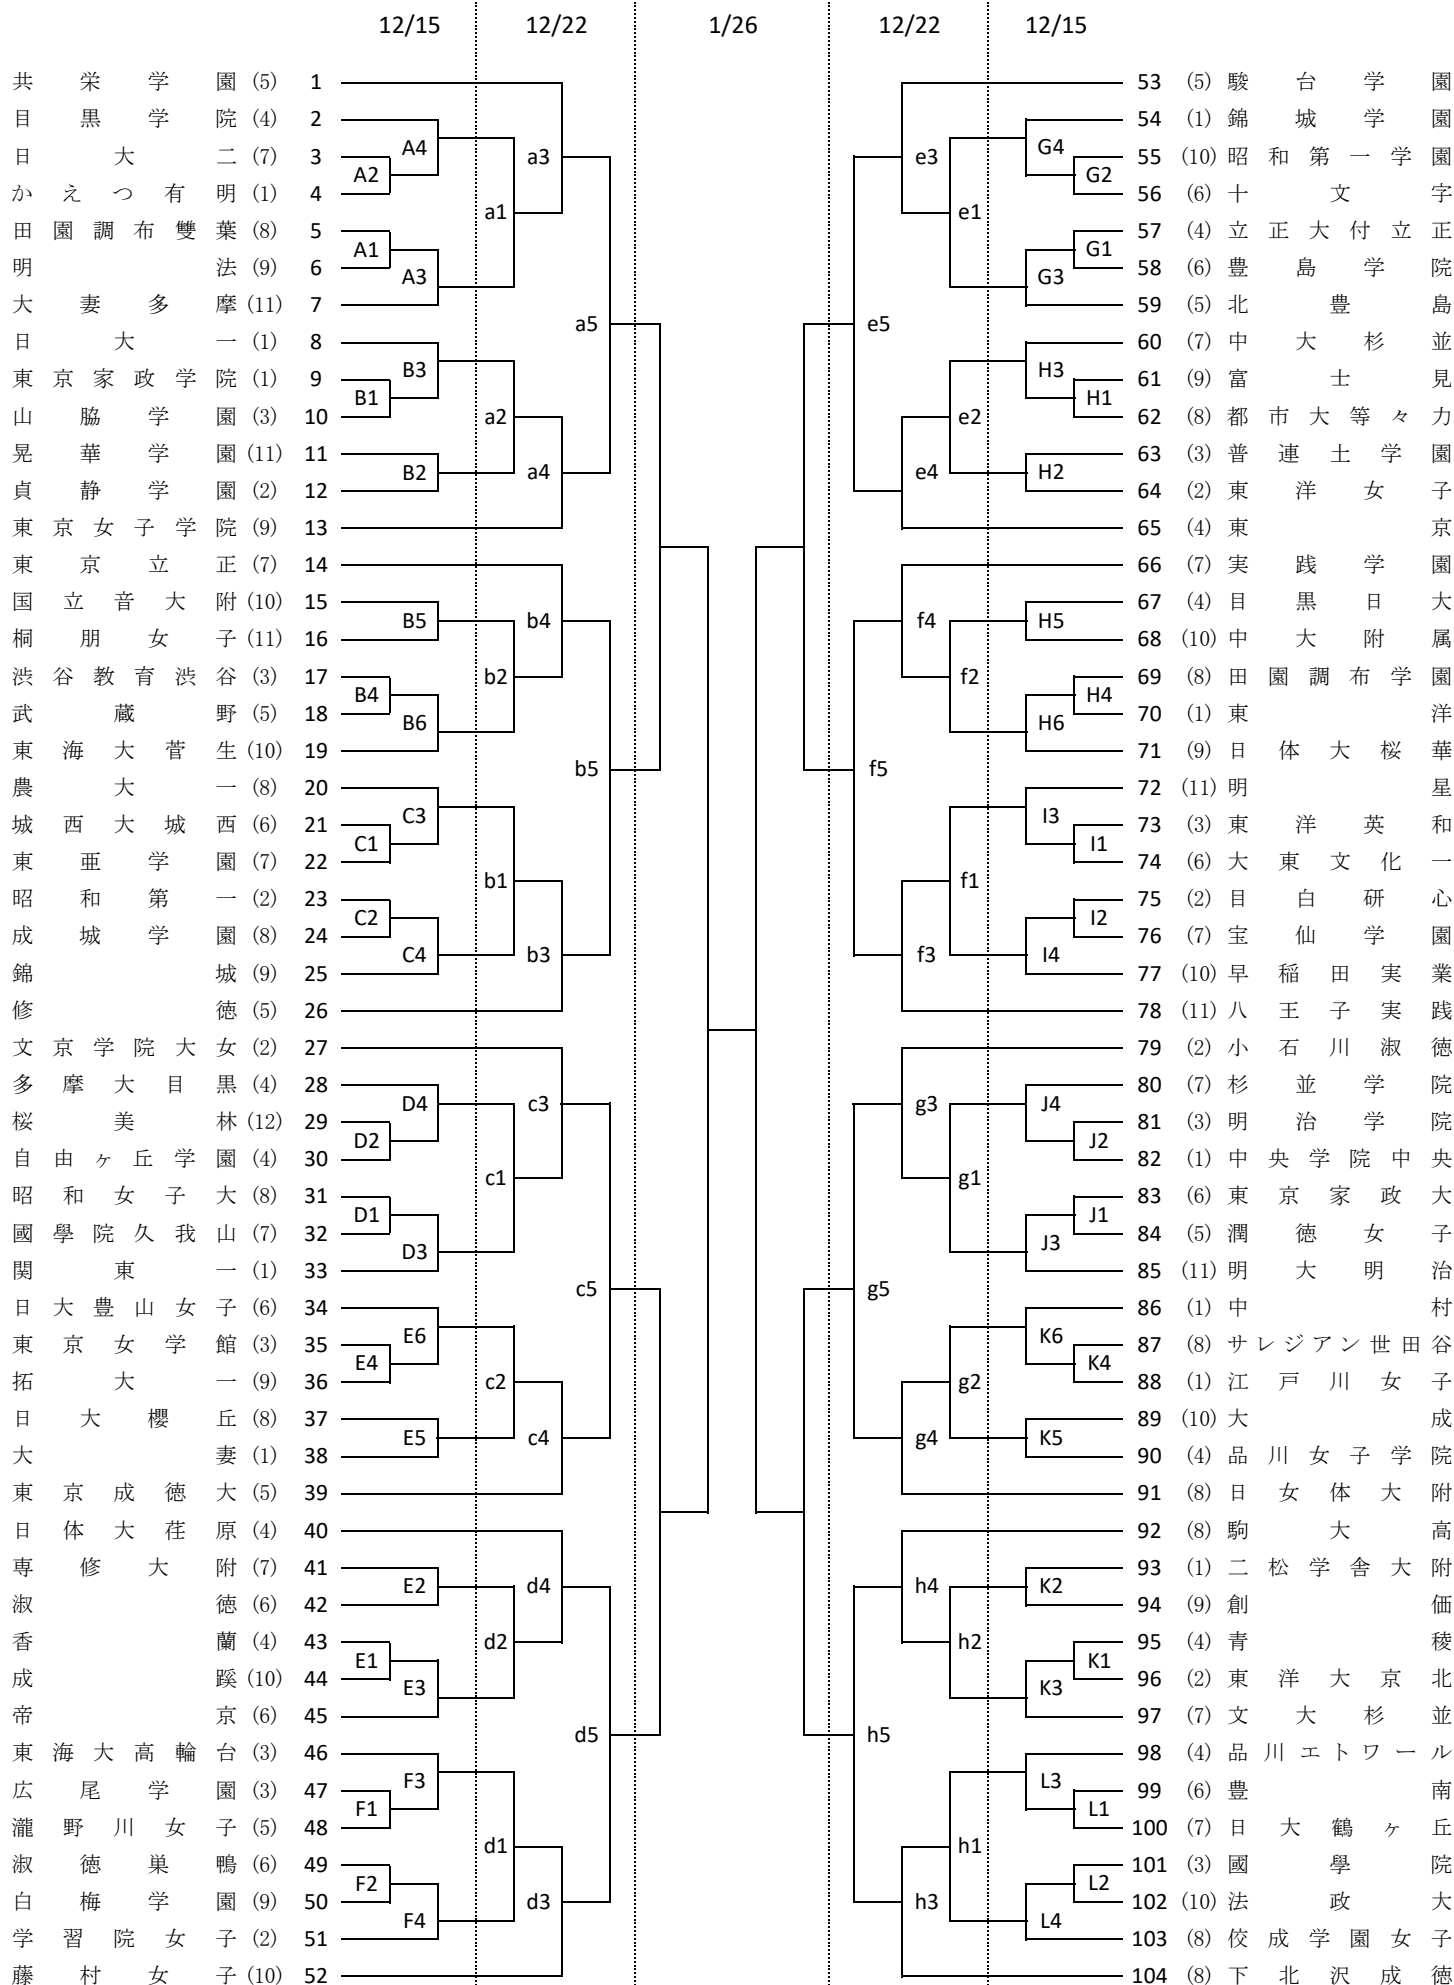 12/15 12/22 1/26 12/22 12/15
共栄学園 (5) 1 53 (5) 駿台学園
目黒学院 (4) 2 54 (1) 錦城学園
A4 a3 e3 G4
日大二 (7) 3 55 (10) 昭和第一学園
A2 G2
かえつ有明 (1) 4 56 (6) 十文字
a1 e1
田園調布雙葉 (8) 5 57 (4) 立正大付立正
A1 G1
明法 (9) 6 58 (6) 豊島学院
A3 G3
大妻多摩 (11) 7 59 (5) 北豊島
a5 e5
日大一 (1) 8 60 (7) 中大杉並
B3 H3
東京家政学院 (1) 9 61 (9) 富士見
B1 H1
山脇学園 (3) 10 62 (8) 都市大等々力
a2 e2
晃華学園 (11) 11 63 (3) 普連土学園
B2 a4 e4 H2
貞静学園 (2) 12 64 (2) 東洋女子
東京女子学院 (9) 13 65 (4) 東京
東京立正 (7) 14 66 (7) 実践学園
国立音大附 (10) 15 67 (4) 目黒日大
B5 b4 f4 H5
桐朋女子 (11) 16 68 (10) 中大附属
渋谷教育渋谷 (3) 17 69 (8) 田園調布学園
B4 b2 f2 H4
武蔵野 (5) 18 70 (1) 東洋
B6 H6
東海大菅生 (10) 19 71 (9) 日体大桜華
b5 f5
農大一 (8) 20 72 (11) 明星
C3 I3
城西大城西 (6) 21 73 (3) 東洋英和
C1 I1
東亜学園 (7) 22 74 (6) 大東文化一
b1 f1
昭和第一 (2) 23 75 (2) 目白研心
C2 I2
成城学園 (8) 24 76 (7) 宝仙学園
C4 b3 f3 I4
錦城 (9) 25 77 (10) 早稲田実業
修徳 (5) 26 78 (11) 八王子実践
文京学院大女 (2) 27 79 (2) 小石川淑徳
多摩大目黒 (4) 28 80 (7) 杉並学院
D4 c3 g3 J4
桜美林 (12) 29 81 (3) 明治学院
D2 J2
自由ヶ丘学園 (4) 30 82 (1) 中央学院中央
c1 g1
昭和女子大 (8) 31 83 (6) 東京家政大
D1 J1
國學院久我山 (7) 32 84 (5) 潤徳女子
D3 J3
関東一 (1) 33 85 (11) 明大明治
c5 g5
日大豊山女子 (6) 34 86 (1) 中村
E6 K6
東京女学館 (3) 35 87 (8) サレジアン世田谷
E4 K4
拓大一 (9) 36 88 (1) 江戸川女子
c2 g2
日大櫻丘 (8) 37 89 (10) 大成
E5 c4 g4 K5
大妻 (1) 38 90 (4) 品川女子学院
東京成徳大 (5) 39 91 (8) 日女体大附
日体大荏原 (4) 40 92 (8) 駒大高
専修大附 (7) 41 93 (1) 二松学舎大附
E2 d4 h4 K2
淑徳 (6) 42 94 (9) 創価
香蘭 (4) 43 95 (4) 青稜
E1 d2 h2 K1
成蹊 (10) 44 96 (2) 東洋大京北
E3 K3
帝京 (6) 45 97 (7) 文大杉並
d5 h5
東海大高輪台 (3) 46 98 (4) 品川エトワール
F3 L3
広尾学園 (3) 47 99 (6) 豊南
F1 L1
瀧野川女子 (5) 48 100 (7) 日大鶴ヶ丘
d1 h1
淑徳巣鴨 (6) 49 101 (3) 國學院
F2 L2
白梅学園 (9) 50 102 (10) 法政大
F4 d3 h3 L4
学習院女子 (2) 51 103 (8) 佼成学園女子
藤村女子 (10) 52 104 (8) 下北沢成徳